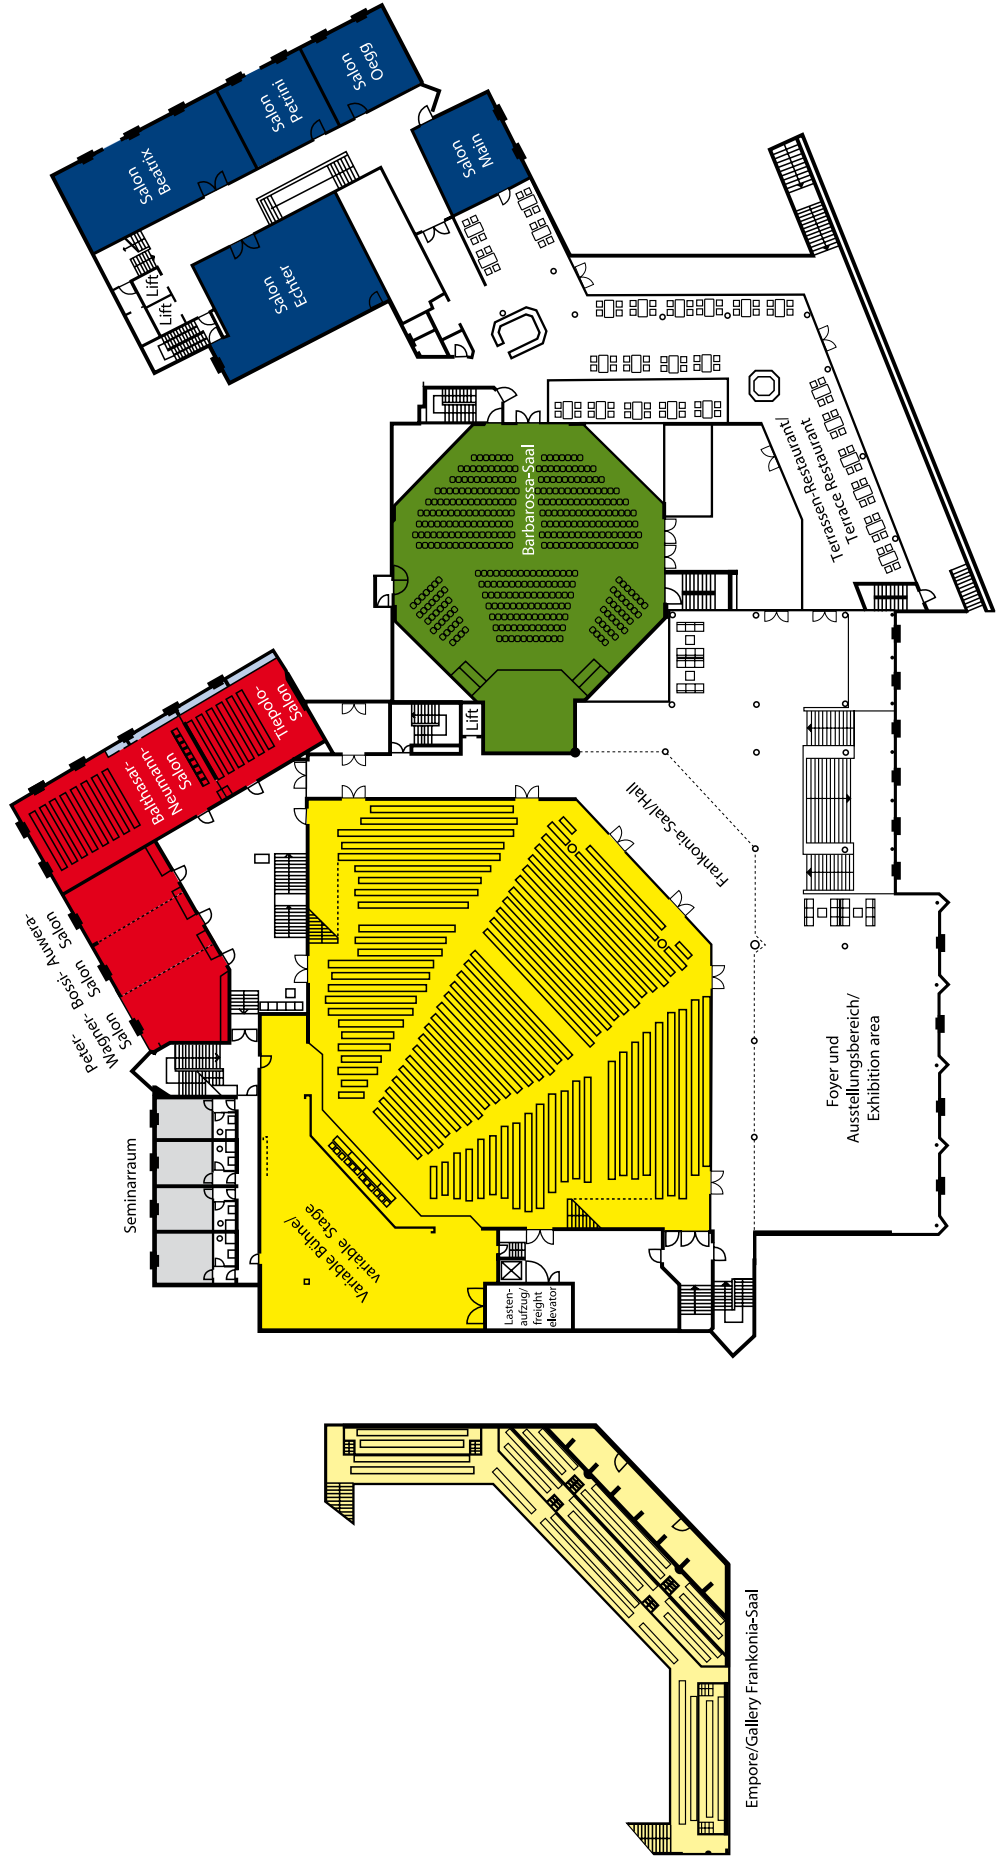 Salon
Oegg
Salon
Petrini
Salon
Beatrix
Salon
Main
Salon
Echter
Lift
Lift
Barbarossa-Saal
Terrassen-Restaurant/
Terrace Restaurant
Tiepolo-
Salon
Balthasar-
Neumann-
Salon
Lift
Frankonia-Saal/Hall
Auwera-
Salon
Bossi-
Salon
Peter-
Wagner-
Salon
Foyer und
Ausstellungsbereich/
Exhibition area
Seminarraum
Variable Bühne/
variable Stage
Lasten-
aufzug/
freight
elevator
Empore/Gallery Frankonia-Saal